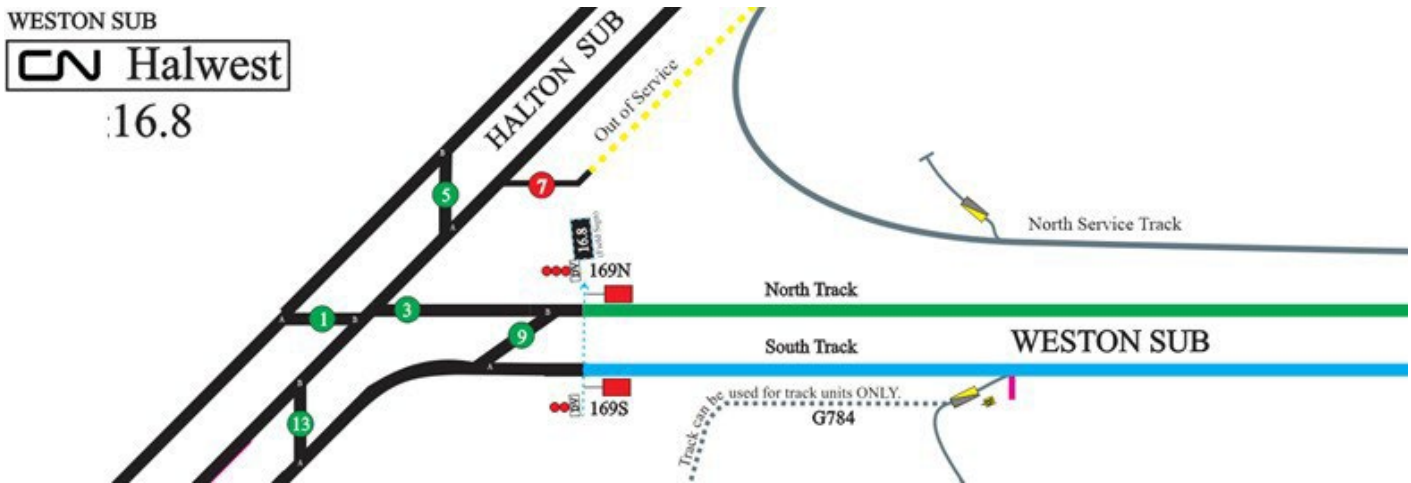 WESTON SUB
CN Halwest
:16.8
HALTON SUB
Out of Service
B
5
A
7
16.8
(Field Sign)
169N
North Service Track
A
1
B
3
B
9
A
North Track
South Track
WESTON SUB
B
13
A
169S
Track can be used for track units ONLY.
G784